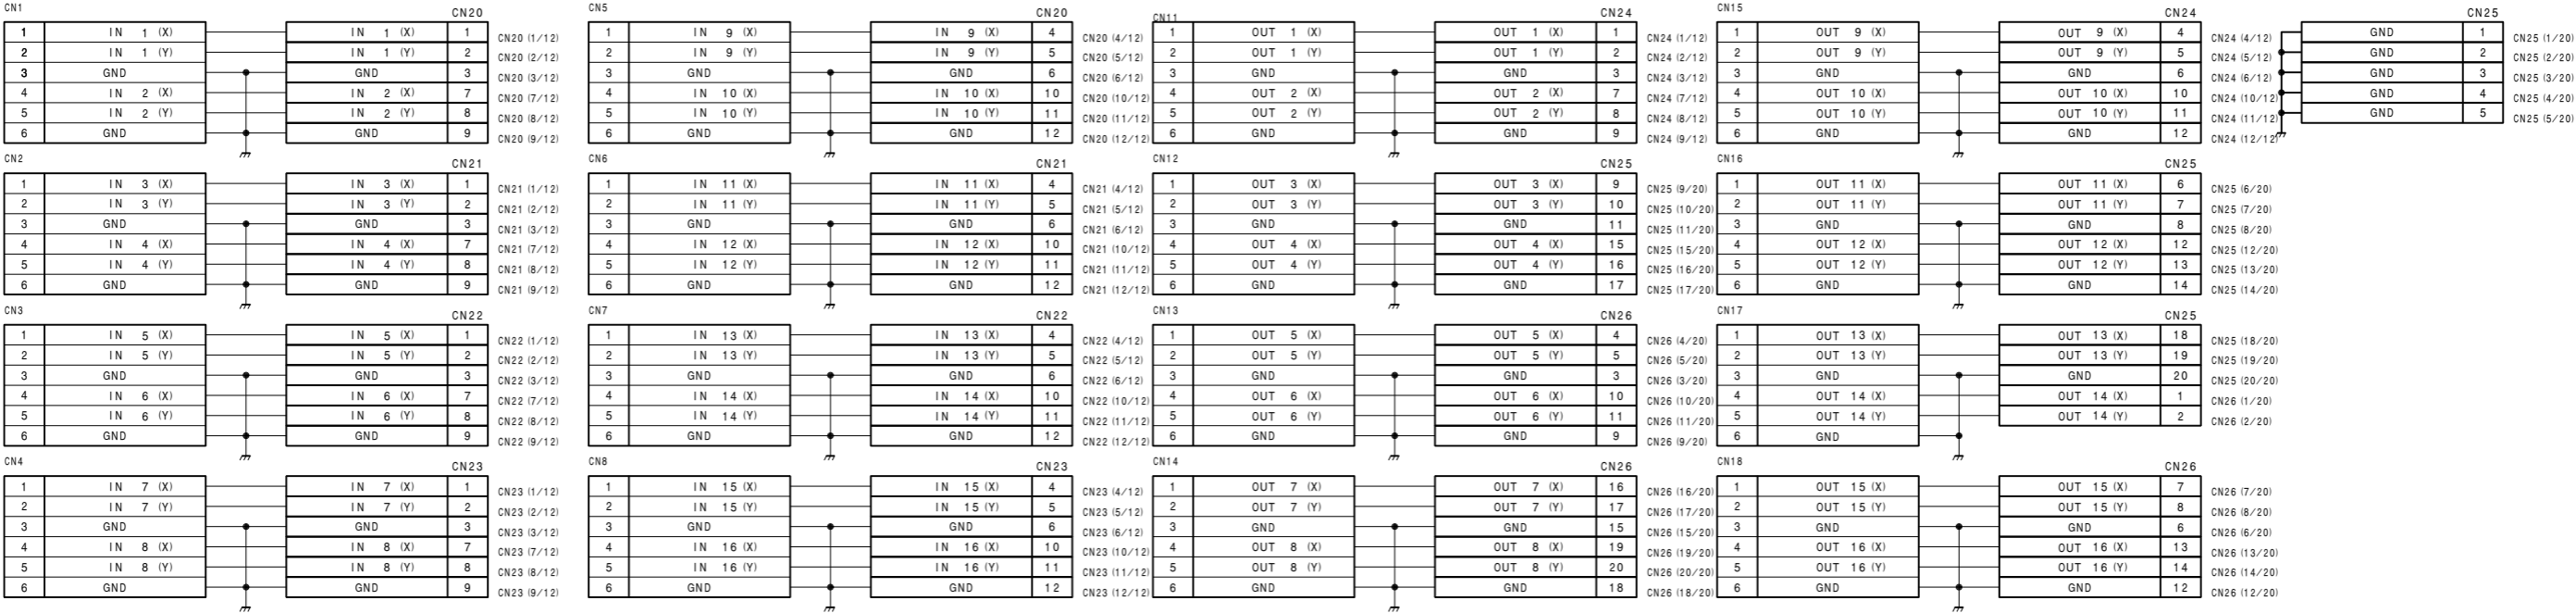 CN1 CN20
1 IN 1 (X) IN 1 (X) 1 CN20 (1/12)
2 IN 1 (Y) IN 1 (Y) 2 CN20 (2/12)
3 GND GND 3 CN20 (3/12)
4 IN 2 (X) IN 2 (X) 7 CN20 (7/12)
5 IN 2 (Y) IN 2 (Y) 8 CN20 (8/12)
6 GND GND 9 CN20 (9/12)
CN5 CN20
1 IN 9 (X) IN 9 (X) 4 CN20 (4/12)
2 IN 9 (Y) IN 9 (Y) 5 CN20 (5/12)
3 GND GND 6 CN20 (6/12)
4 IN 10 (X) IN 10 (X) 10 CN20 (10/12)
5 IN 10 (Y) IN 10 (Y) 11 CN20 (11/12)
6 GND GND 12 CN20 (12/12)
CN11 CN24
1 OUT 1 (X) OUT 1 (X) 1 CN24 (1/12)
2 OUT 1 (Y) OUT 1 (Y) 2 CN24 (2/12)
3 GND GND 3 CN24 (3/12)
4 OUT 2 (X) OUT 2 (X) 7 CN24 (7/12)
5 OUT 2 (Y) OUT 2 (Y) 8 CN24 (8/12)
6 GND GND 9 CN24 (9/12)
CN15 CN24
1 OUT 9 (X) OUT 9 (X) 4 CN24 (4/12)
2 OUT 9 (Y) OUT 9 (Y) 5 CN24 (5/12)
3 GND GND 6 CN24 (6/12)
4 OUT 10 (X) OUT 10 (X) 10 CN24 (10/12)
5 OUT 10 (Y) OUT 10 (Y) 11 CN24 (11/12)
6 GND GND 12 CN24 (12/12)
CN25
GND 1 CN25 (1/20)
GND 2 CN25 (2/20)
GND 3 CN25 (3/20)
GND 4 CN25 (4/20)
GND 5 CN25 (5/20)
CN2 CN21
1 IN 3 (X) IN 3 (X) 1 CN21 (1/12)
2 IN 3 (Y) IN 3 (Y) 2 CN21 (2/12)
3 GND GND 3 CN21 (3/12)
4 IN 4 (X) IN 4 (X) 7 CN21 (7/12)
5 IN 4 (Y) IN 4 (Y) 8 CN21 (8/12)
6 GND GND 9 CN21 (9/12)
CN6 CN21
1 IN 11 (X) IN 11 (X) 4 CN21 (4/12)
2 IN 11 (Y) IN 11 (Y) 5 CN21 (5/12)
3 GND GND 6 CN21 (6/12)
4 IN 12 (X) IN 12 (X) 10 CN21 (10/12)
5 IN 12 (Y) IN 12 (Y) 11 CN21 (11/12)
6 GND GND 12 CN21 (12/12)
CN12 CN25
1 OUT 3 (X) OUT 3 (X) 9 CN25 (9/20)
2 OUT 3 (Y) OUT 3 (Y) 10 CN25 (10/20)
3 GND GND 11 CN25 (11/20)
4 OUT 4 (X) OUT 4 (X) 15 CN25 (15/20)
5 OUT 4 (Y) OUT 4 (Y) 16 CN25 (16/20)
6 GND GND 17 CN25 (17/20)
CN16 CN25
1 OUT 11 (X) OUT 11 (X) 6 CN25 (6/20)
2 OUT 11 (Y) OUT 11 (Y) 7 CN25 (7/20)
3 GND GND 8 CN25 (8/20)
4 OUT 12 (X) OUT 12 (X) 12 CN25 (12/20)
5 OUT 12 (Y) OUT 12 (Y) 13 CN25 (13/20)
6 GND GND 14 CN25 (14/20)
CN3 CN22
1 IN 5 (X) IN 5 (X) 1 CN22 (1/12)
2 IN 5 (Y) IN 5 (Y) 2 CN22 (2/12)
3 GND GND 3 CN22 (3/12)
4 IN 6 (X) IN 6 (X) 7 CN22 (7/12)
5 IN 6 (Y) IN 6 (Y) 8 CN22 (8/12)
6 GND GND 9 CN22 (9/12)
CN7 CN22
1 IN 13 (X) IN 13 (X) 4 CN22 (4/12)
2 IN 13 (Y) IN 13 (Y) 5 CN22 (5/12)
3 GND GND 6 CN22 (6/12)
4 IN 14 (X) IN 14 (X) 10 CN22 (10/12)
5 IN 14 (Y) IN 14 (Y) 11 CN22 (11/12)
6 GND GND 12 CN22 (12/12)
CN13 CN26
1 OUT 5 (X) OUT 5 (X) 4 CN26 (4/20)
2 OUT 5 (Y) OUT 5 (Y) 5 CN26 (5/20)
3 GND GND 3 CN26 (3/20)
4 OUT 6 (X) OUT 6 (X) 10 CN26 (10/20)
5 OUT 6 (Y) OUT 6 (Y) 11 CN26 (11/20)
6 GND GND 9 CN26 (9/20)
CN17 CN25
1 OUT 13 (X) OUT 13 (X) 18 CN25 (18/20)
2 OUT 13 (Y) OUT 13 (Y) 19 CN25 (19/20)
3 GND GND 20 CN25 (20/20)
4 OUT 14 (X) OUT 14 (X) 1 CN26 (1/20)
5 OUT 14 (Y) OUT 14 (Y) 2 CN26 (2/20)
6 GND
CN4 CN23
1 IN 7 (X) IN 7 (X) 1 CN23 (1/12)
2 IN 7 (Y) IN 7 (Y) 2 CN23 (2/12)
3 GND GND 3 CN23 (3/12)
4 IN 8 (X) IN 8 (X) 7 CN23 (7/12)
5 IN 8 (Y) IN 8 (Y) 8 CN23 (8/12)
6 GND GND 9 CN23 (9/12)
CN8 CN23
1 IN 15 (X) IN 15 (X) 4 CN23 (4/12)
2 IN 15 (Y) IN 15 (Y) 5 CN23 (5/12)
3 GND GND 6 CN23 (6/12)
4 IN 16 (X) IN 16 (X) 10 CN23 (10/12)
5 IN 16 (Y) IN 16 (Y) 11 CN23 (11/12)
6 GND GND 12 CN23 (12/12)
CN14 CN26
1 OUT 7 (X) OUT 7 (X) 16 CN26 (16/20)
2 OUT 7 (Y) OUT 7 (Y) 17 CN26 (17/20)
3 GND GND 15 CN26 (15/20)
4 OUT 8 (X) OUT 8 (X) 19 CN26 (19/20)
5 OUT 8 (Y) OUT 8 (Y) 20 CN26 (20/20)
6 GND GND 18 CN26 (18/20)
CN18 CN26
1 OUT 15 (X) OUT 15 (X) 7 CN26 (7/20)
2 OUT 15 (Y) OUT 15 (Y) 8 CN26 (8/20)
3 GND GND 6 CN26 (6/20)
4 OUT 16 (X) OUT 16 (X) 13 CN26 (13/20)
5 OUT 16 (Y) OUT 16 (Y) 14 CN26 (14/20)
6 GND GND 12 CN26 (12/20)